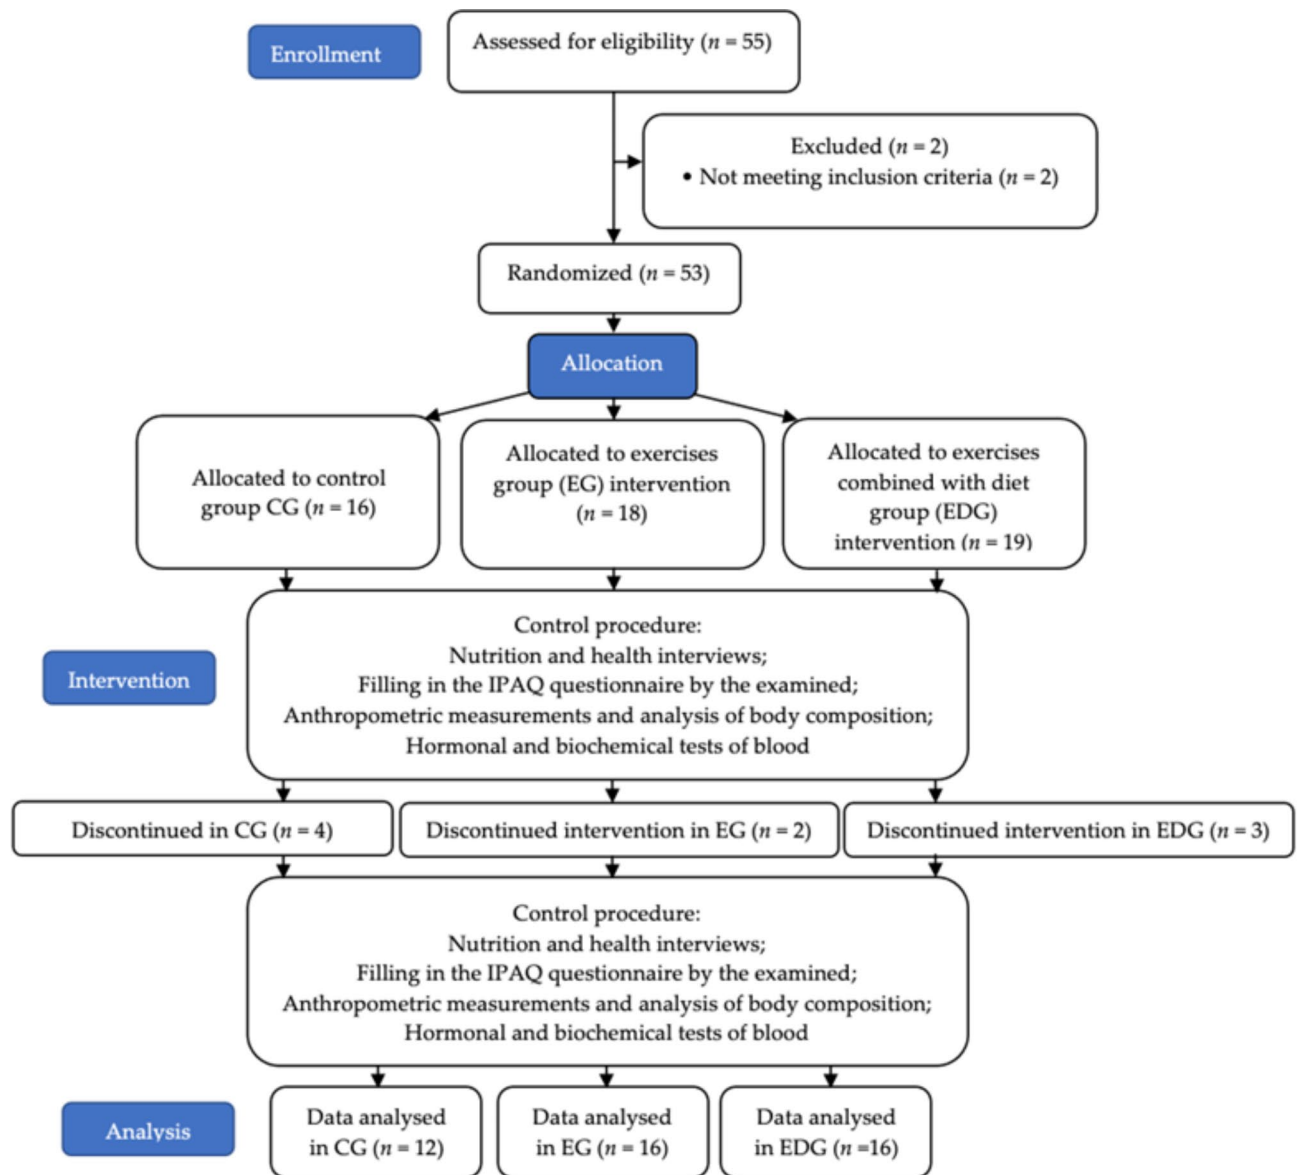 Enrollment
Assessed for eligibility (n = 55)
Excluded (n = 2)
• Not meeting inclusion criteria (n = 2)
Randomized (n = 53)
Allocation
Allocated to control
group CG (n = 16)
Allocated to exercises
group (EG) intervention
(n = 18)
Allocated to exercises
combined with diet
group (EDG)
intervention (n = 19)
Intervention
Control procedure:
Nutrition and health interviews;
Filling in the IPAQ questionnaire by the examined;
Anthropometric measurements and analysis of body composition;
Hormonal and biochemical tests of blood
Discontinued in CG (n = 4)
Discontinued intervention in EG (n = 2)
Discontinued intervention in EDG (n = 3)
Control procedure:
Nutrition and health interviews;
Filling in the IPAQ questionnaire by the examined;
Anthropometric measurements and analysis of body composition;
Hormonal and biochemical tests of blood
Analysis
Data analysed
in CG (n = 12)
Data analysed
in EG (n = 16)
Data analysed
in EDG (n =16)